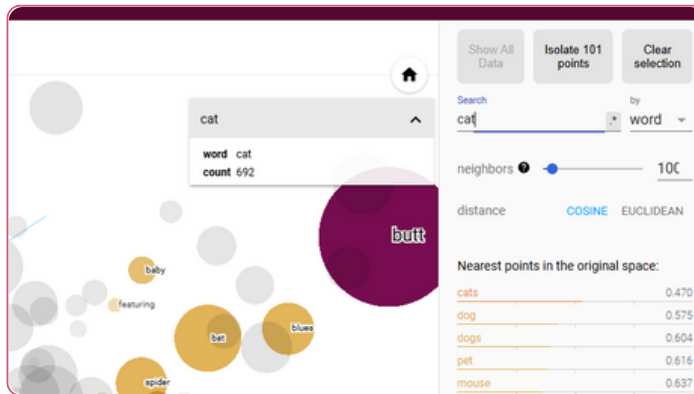 Show All
Data
Isolate 101
points
Clear
selection
Search
cat
.*
by
word
neighbors
100
distance
COSINE
EUCLIDEAN
Nearest points in the original space:
cats 0.470
dog 0.575
dogs 0.604
pet 0.616
mouse 0.637
cat
word cat
count 692
butt
baby
featuring
bat
blues
spider